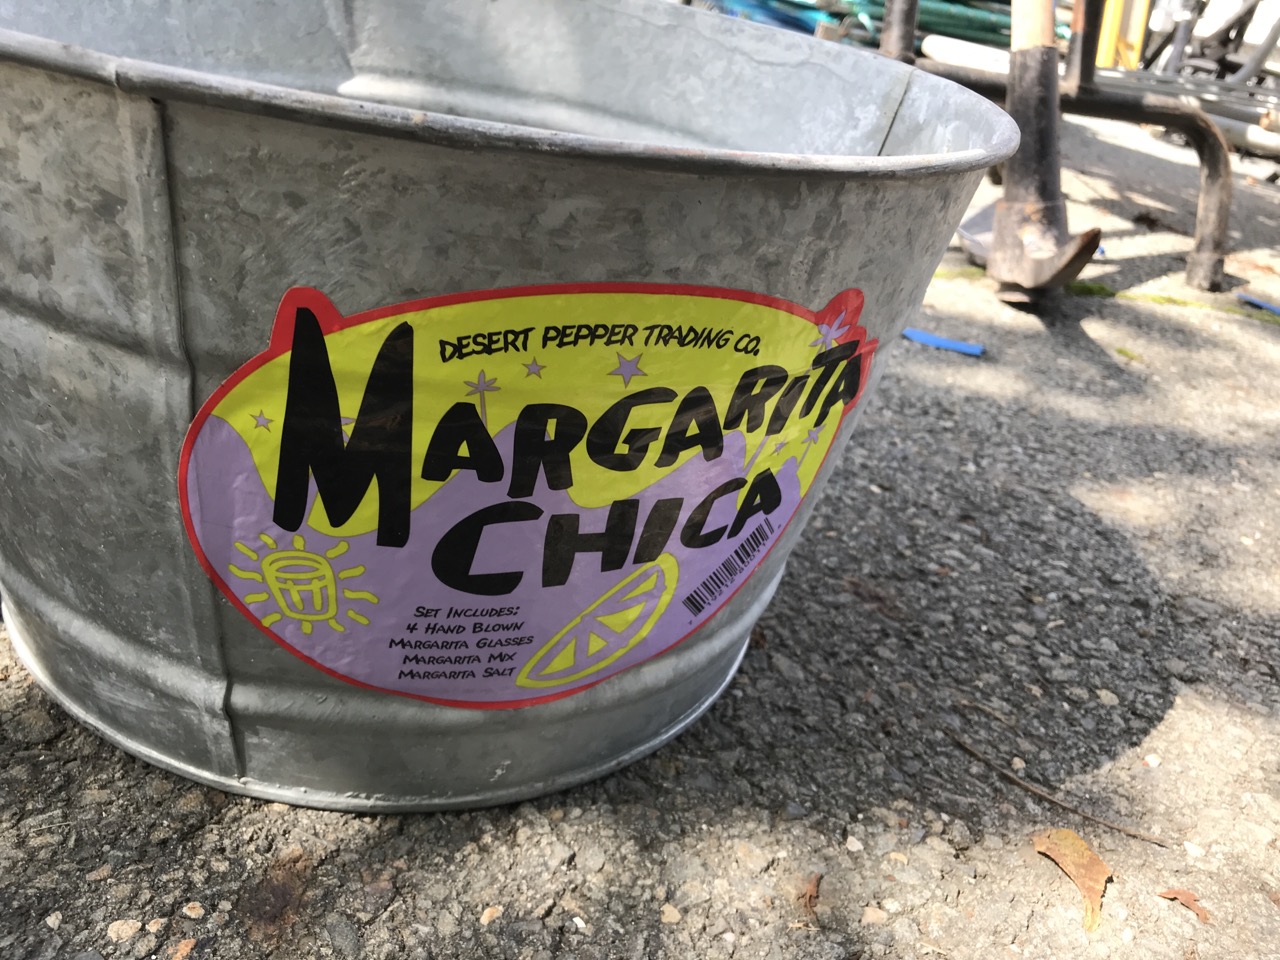 DESERT PEPPER TRADING CO.
MARGARITA
CHICA
SET INCLUDES:
4 HAND BLOWN
MARGARITA GLASSES
MARGARITA MIX
MARGARITA SALT